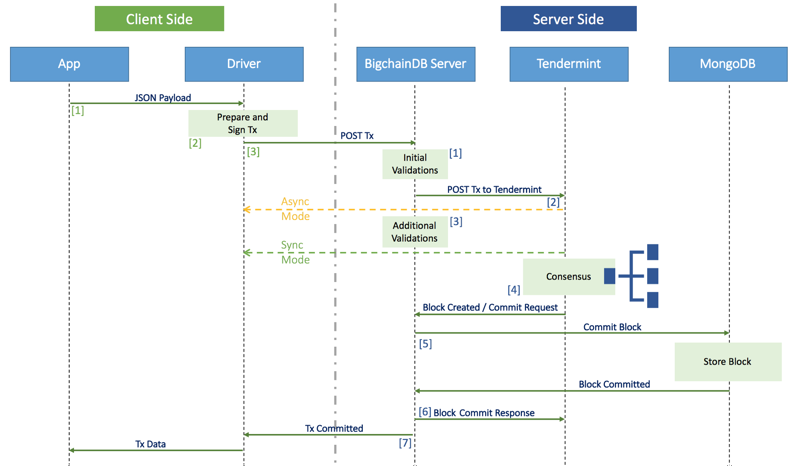 Client Side
Server Side
App
Driver
BigchainDB Server
Tendermint
MongoDB
JSON Payload
[1]
Prepare and
Sign Tx
[2]
[3]
POST Tx
Initial
Validations
[1]
POST Tx to Tendermint
[2]
Async
Mode
Additional
Validations
[3]
Sync
Mode
Consensus
[4]
Block Created / Commit Request
Commit Block
[5]
Store Block
Block Committed
[6] Block Commit Response
Tx Committed
[7]
Tx Data